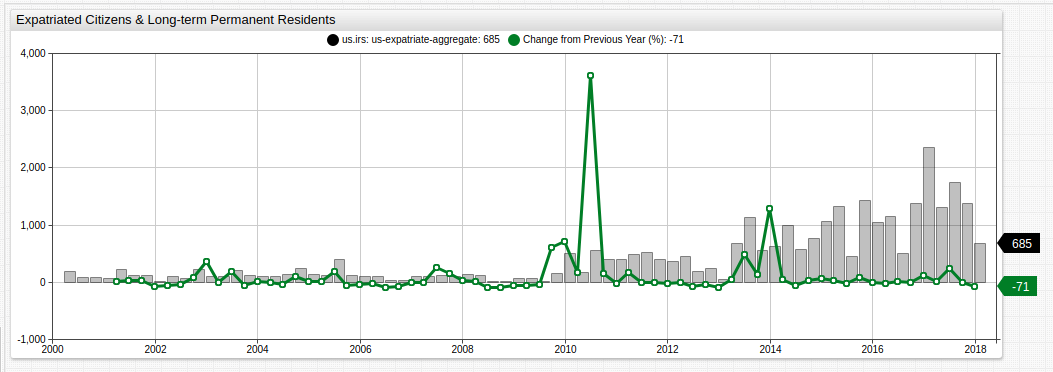 Expatriated Citizens & Long-term Permanent Residents
us.irs: us-expatriate-aggregate: 685 Change from Previous Year (%): -71
4,000
3,000
2,000
1,000
0
-1,000
685
-71
2000 2002 2004 2006 2008 2010 2012 2014 2016 2018